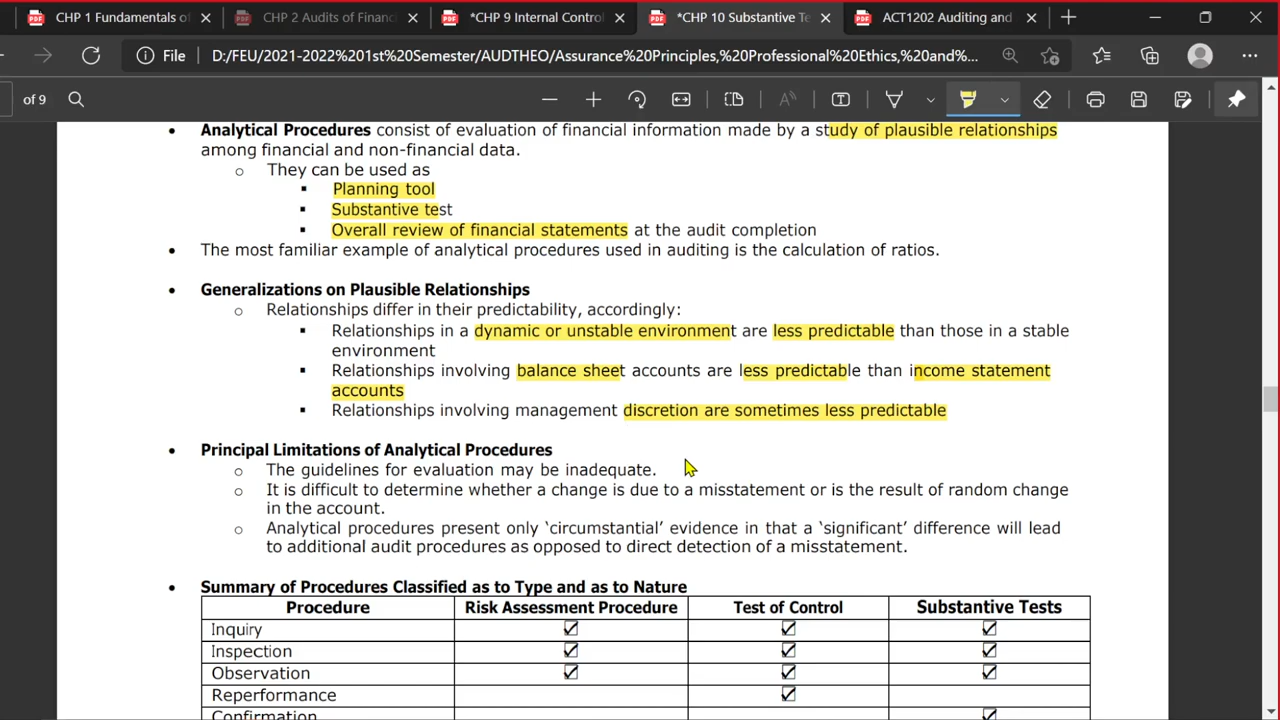 CHP 1 Fundamentals of
CHP 2 Audits of Financ
*CHP 9 Internal Control
*CHP 10 Substantive Te
ACT1202 Auditing and
File
D:/FEU/2021-2022%201st%20Semester/AUDTHEO/Assurance%20Principles,%20Professional%20Ethics,%20and%...
of 9
• Analytical Procedures consist of evaluation of financial information made by a study of plausible relationships
among financial and non-financial data.
o They can be used as
▪ Planning tool
▪ Substantive test
▪ Overall review of financial statements at the audit completion
• The most familiar example of analytical procedures used in auditing is the calculation of ratios.
• Generalizations on Plausible Relationships
o Relationships differ in their predictability, accordingly:
▪ Relationships in a dynamic or unstable environment are less predictable than those in a stable
environment
▪ Relationships involving balance sheet accounts are less predictable than income statement
accounts
▪ Relationships involving management discretion are sometimes less predictable
• Principal Limitations of Analytical Procedures
o The guidelines for evaluation may be inadequate.
o It is difficult to determine whether a change is due to a misstatement or is the result of random change
in the account.
o Analytical procedures present only ‘circumstantial’ evidence in that a ‘significant’ difference will lead
to additional audit procedures as opposed to direct detection of a misstatement.
• Summary of Procedures Classified as to Type and as to Nature
Procedure Risk Assessment Procedure Test of Control Substantive Tests
Inquiry ☑ ☑ ☑
Inspection ☑ ☑ ☑
Observation ☑ ☑ ☑
Reperformance ☑
Confirmation ☑